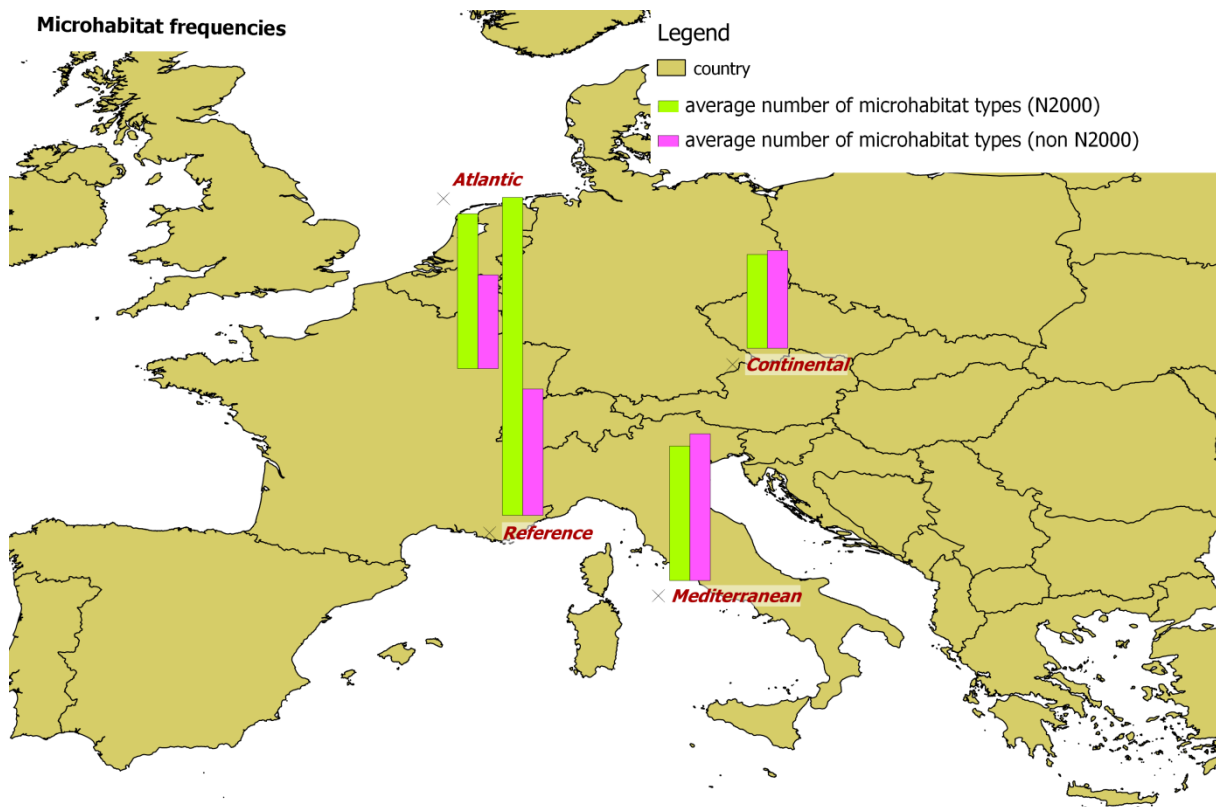 Microhabitat frequencies
Legend
country
average number of microhabitat types (N2000)
average number of microhabitat types (non N2000)
Atlantic
Continental
Reference
Mediterranean